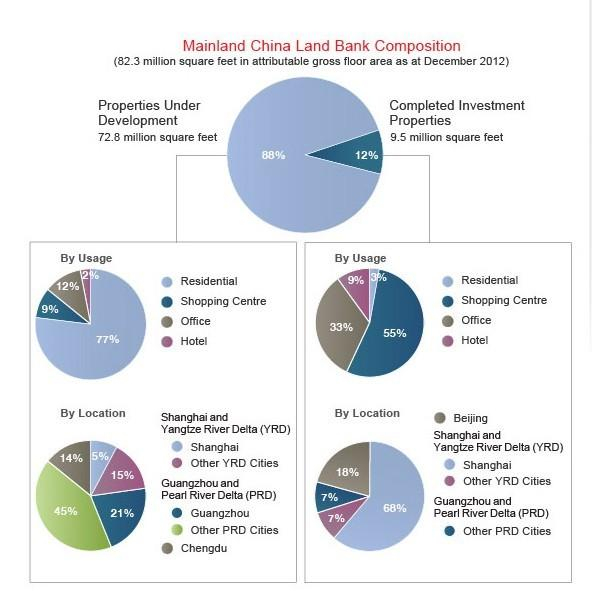 Mainland China Land Bank Composition
(82.3 million square feet in attributable gross floor area as at December 2012)
Properties Under
Development
72.8 million square feet
88%
12%
Completed Investment
Properties
9.5 million square feet
By Usage
2%
12%
9%
77%
Residential
Shopping Centre
Office
Hotel
By Location
14%
5%
15%
45%
21%
Shanghai and
Yangtze River Delta (YRD)
Shanghai
Other YRD Cities
Guangzhou and
Pearl River Delta (PRD)
Guangzhou
Other PRD Cities
Chengdu
By Usage
9%
3%
33%
55%
Residential
Shopping Centre
Office
Hotel
By Location
18%
7%
7%
68%
Beijing
Shanghai and
Yangtze River Delta (YRD)
Shanghai
Other YRD Cities
Guangzhou and
Pearl River Delta (PRD)
Other PRD Cities